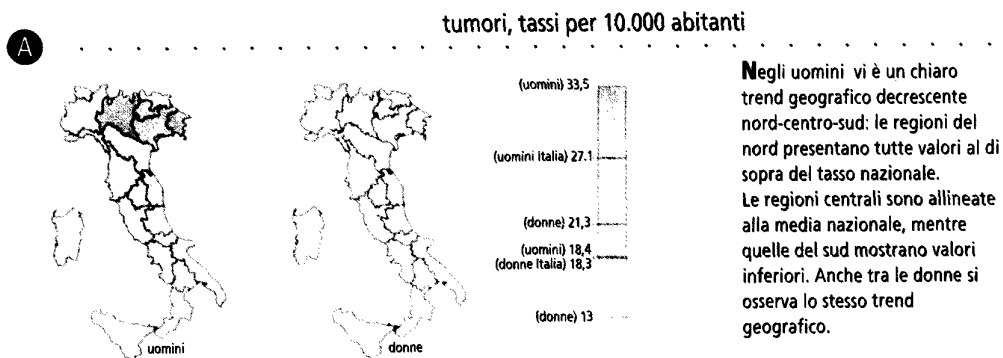 tumori, tassi per 10.000 abitanti
A
uomini
donne
(uomini) 33,5
(uomini Italia) 27.1
(donne) 21,3
(uomini) 18,4
(donne Italia) 18,3
(donne) 13
Negli uomini vi è un chiaro
trend geografico decrescente
nord-centro-sud: le regioni del
nord presentano tutte valori al di
sopra del tasso nazionale.
Le regioni centrali sono allineate
alla media nazionale, mentre
quelle del sud mostrano valori
inferiori. Anche tra le donne si
osserva lo stesso trend
geografico.